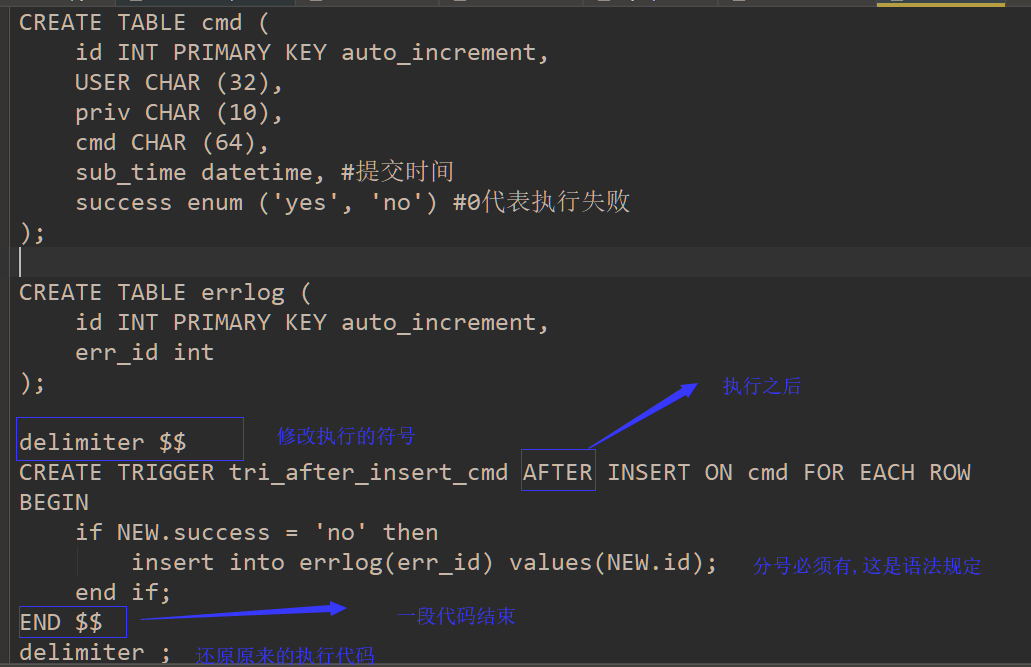 CREATE TABLE cmd (
id INT PRIMARY KEY auto_increment,
USER CHAR (32),
priv CHAR (10),
cmd CHAR (64),
sub_time datetime, #提交时间
success enum ('yes', 'no') #0代表执行失败
);
CREATE TABLE errlog (
id INT PRIMARY KEY auto_increment,
err_id int
);
执行之后
delimiter $$ 修改执行的符号
CREATE TRIGGER tri_after_insert_cmd AFTER INSERT ON cmd FOR EACH ROW
BEGIN
if NEW.success = 'no' then
insert into errlog(err_id) values(NEW.id); 分号必须有,这是语法规定
end if;
END $$ 一段代码结束
delimiter ; 还原原来的执行代码